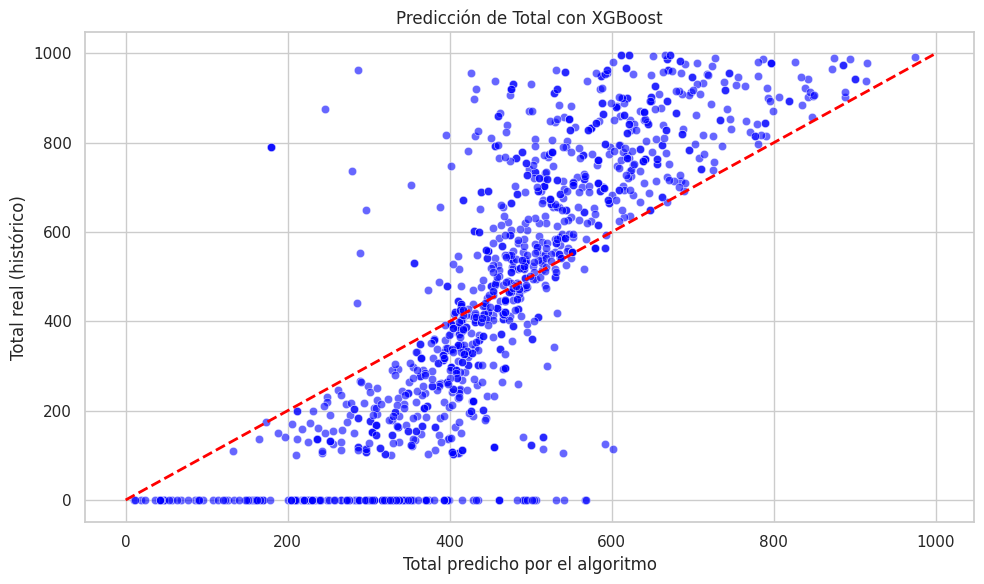 Predicción de Total con XGBoost
Total real (histórico)
1000
800
600
400
200
0
0 200 400 600 800 1000
Total predicho por el algoritmo